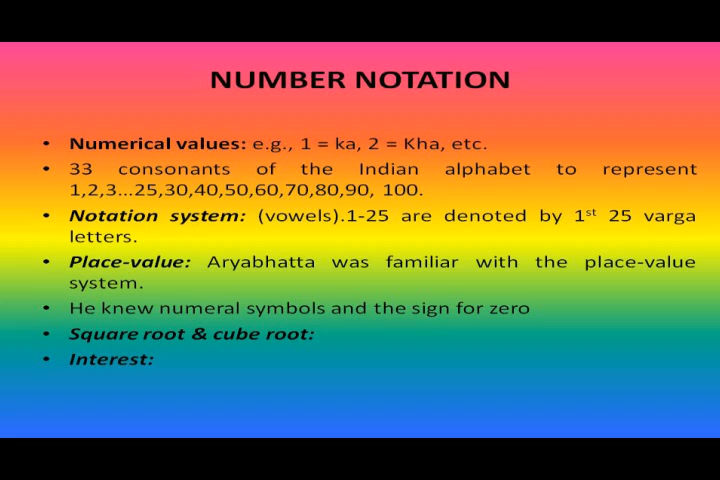 NUMBER NOTATION
• Numerical values: e.g., 1 = ka, 2 = Kha, etc.
• 33 consonants of the Indian alphabet to represent
1,2,3...25,30,40,50,60,70,80,90, 100.
• Notation system: (vowels).1-25 are denoted by 1st 25 varga
letters.
• Place-value: Aryabhatta was familiar with the place-value
system.
• He knew numeral symbols and the sign for zero
• Square root & cube root:
• Interest: